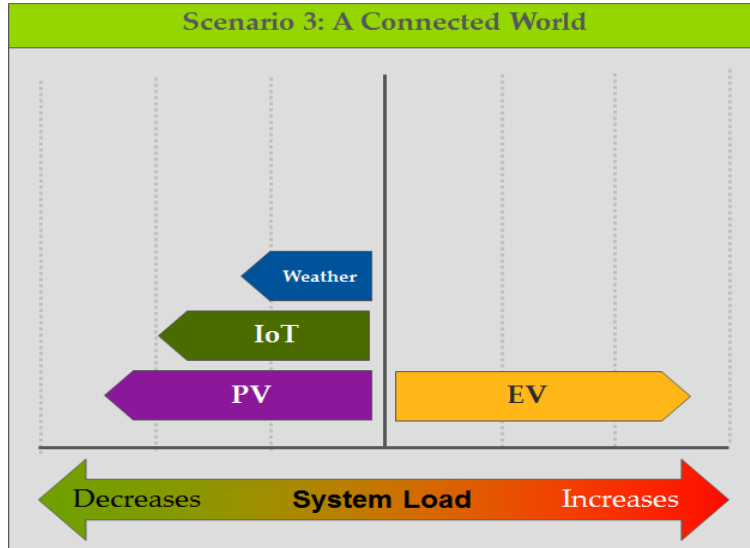 Scenario 3: A Connected World
Weather
IoT
PV
EV
Decreases System Load Increases